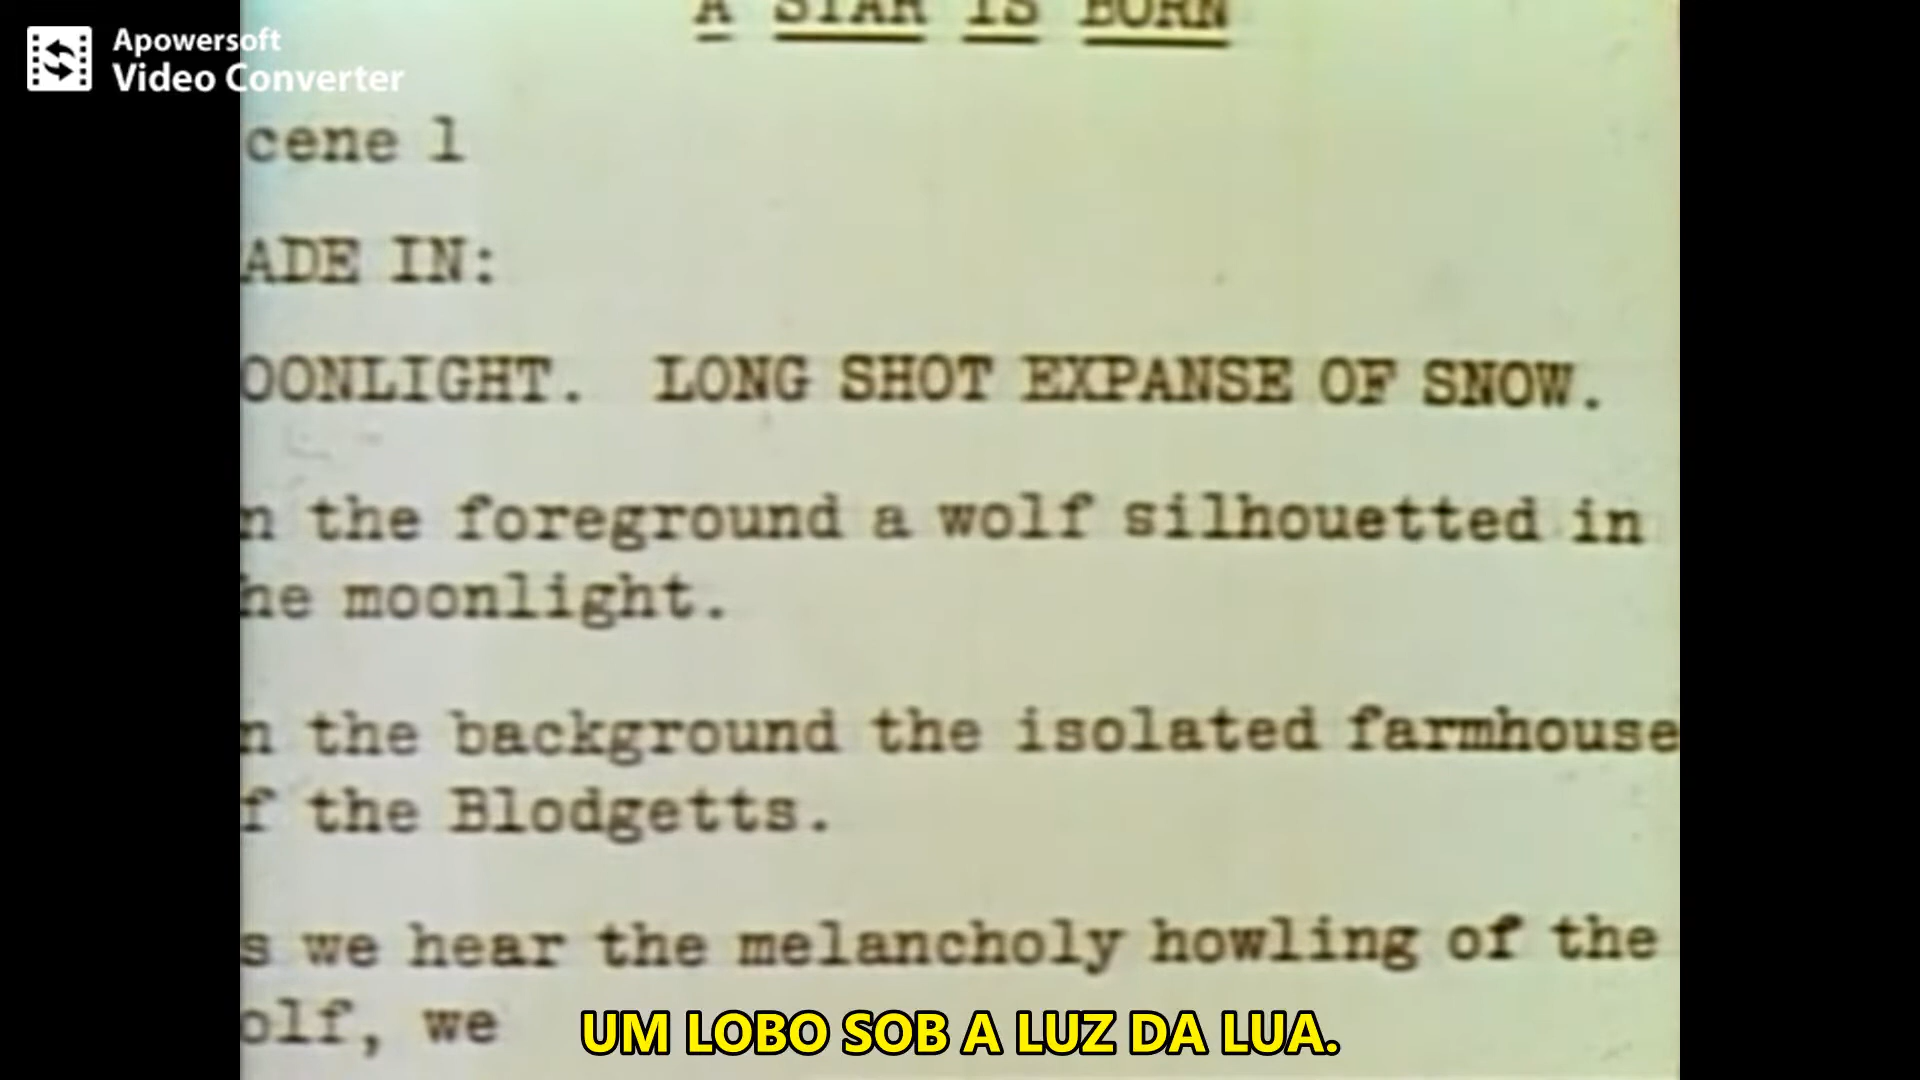 Apowersoft
Video Converter
A STAR IS BORN
cene 1
ADE IN:
OONLIGHT. LONG SHOT EXPANSE OF SNOW.
n the foreground a wolf silhouetted in
he moonlight.
n the background the isolated farmhouse
f the Blodgetts.
s we hear the melancholy howling of the
olf, we
UM LOBO SOB A LUZ DA LUA.